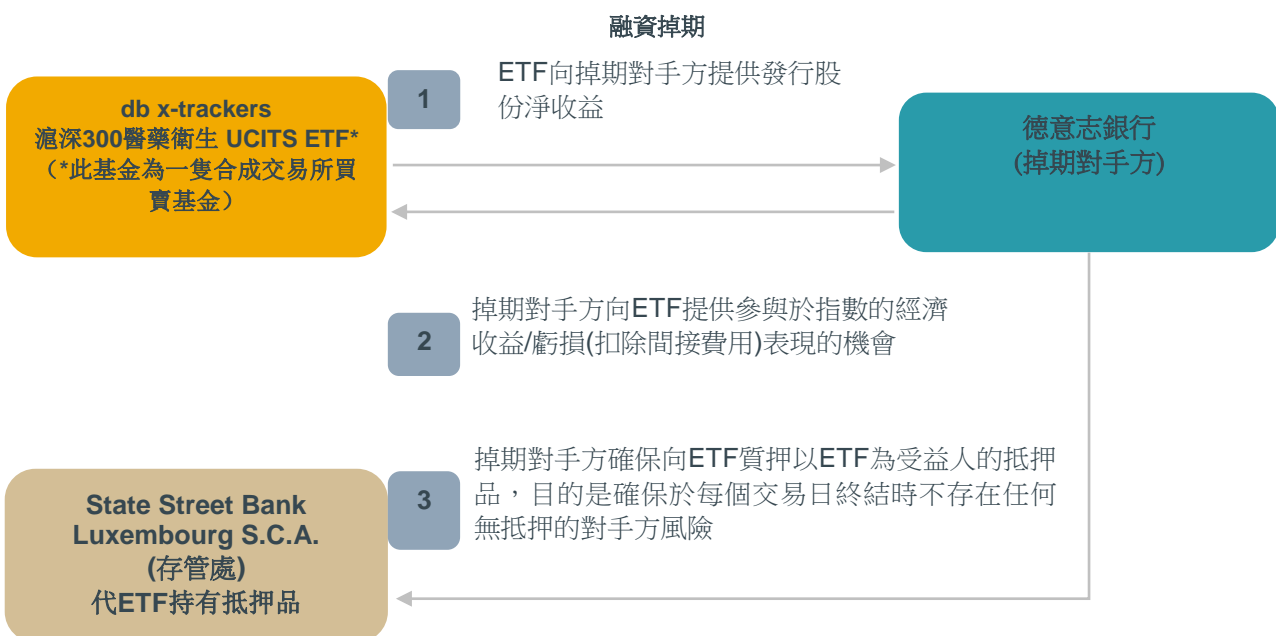 融資掉期
db x-trackers
滬深300醫藥衛生 UCITS ETF*
（*此基金為一隻合成交易所買
賣基金）
1
ETF向掉期對手方提供發行股
份淨收益
德意志銀行
(掉期對手方)
2
掉期對手方向ETF提供參與於指數的經濟
收益/虧損(扣除間接費用)表現的機會
3
掉期對手方確保向ETF質押以ETF為受益人的抵押
品，目的是確保於每個交易日終結時不存在任何
無抵押的對手方風險
State Street Bank
Luxembourg S.C.A.
(存管處)
代ETF持有抵押品